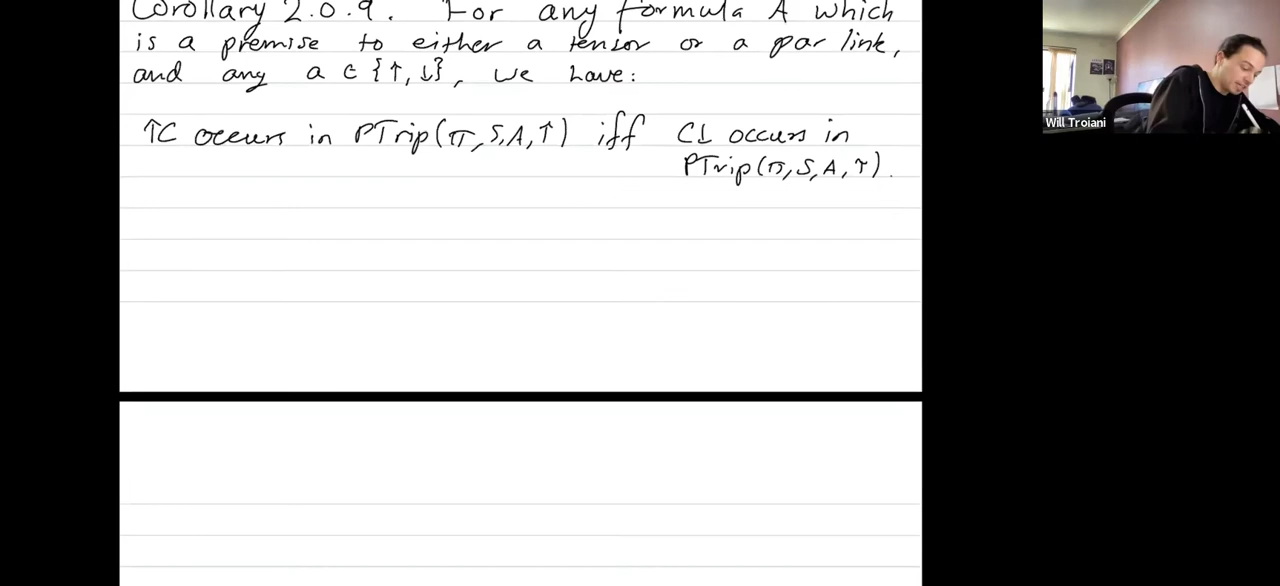 Corollary 2.0.9. For any formula A which
is a premise to either a tensor or a par link,
and any a ∈ {↑, ↓}, we have:
↑C occurs in PTrip(π, S, A, ↑) iff C↓ occurs in
PTrip(π, S, A, ↑).
Will Troiani